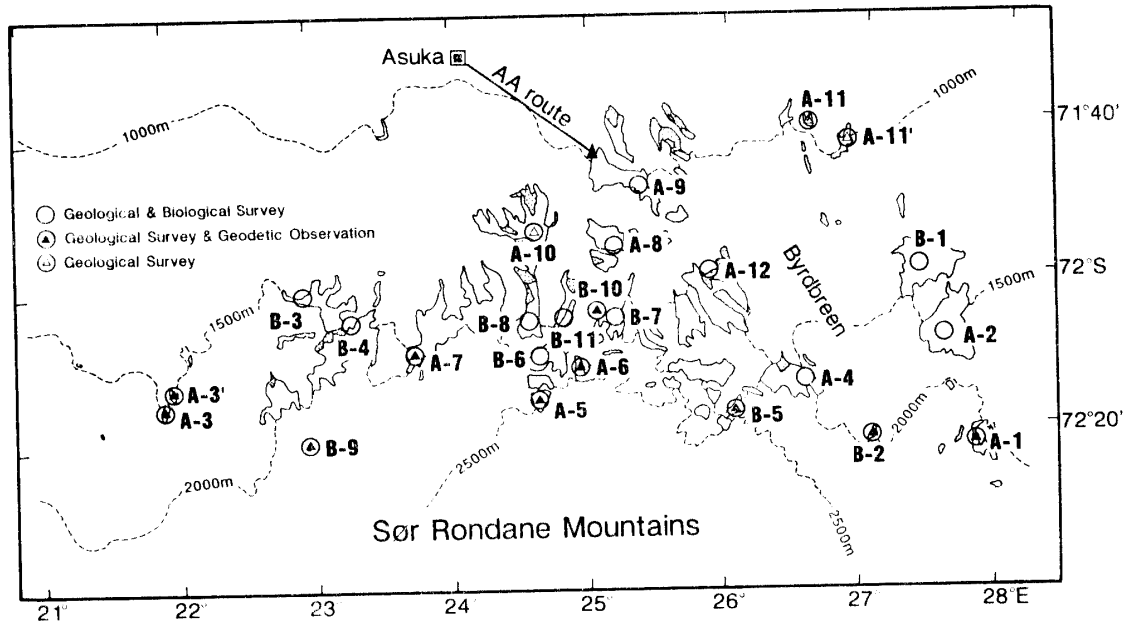 Asuka
AA route
1000m
1000m
A-11
71°40'
A-11'
A-9
Geological & Biological Survey
Geological Survey & Geodetic Observation
Geological Survey
A-10
A-8
A-12
B-1
72°S
Byrdbreen
B-10
1500m
1500m
B-3
B-4
B-8
B-7
A-2
B-11
A-7
B-6
A-6
A-4
A-3'
A-3
A-5
B-5
72°20'
2000m
B-9
B-2
A-1
2500m
2000m
Sør Rondane Mountains
2500m
21°
22°
23°
24°
25°
26°
27°
28°E